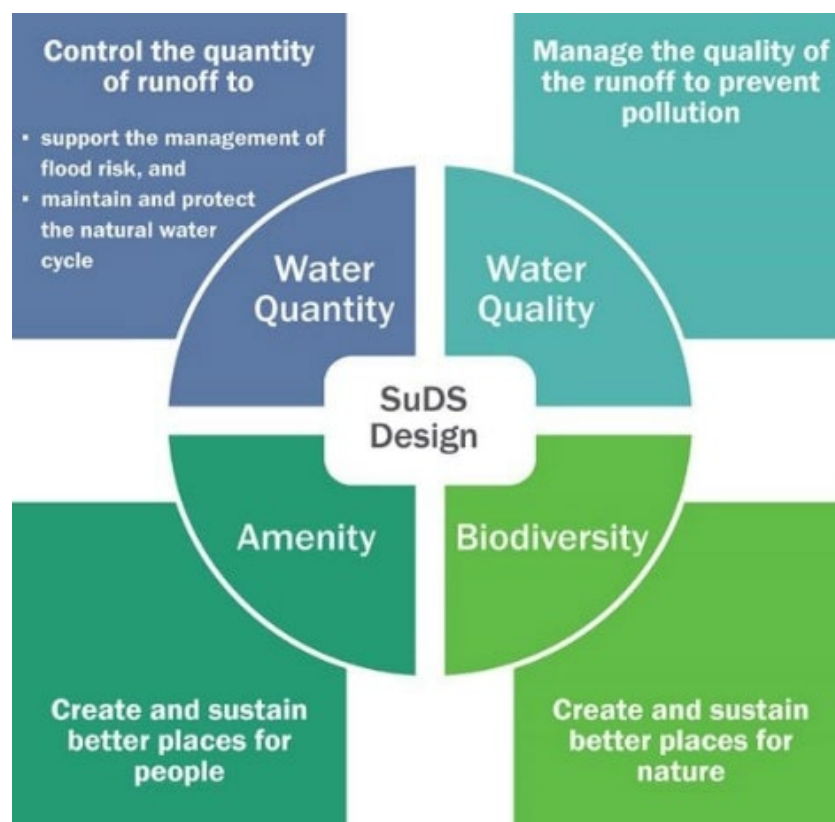 Control the quantity
of runoff to
▪ support the management of
flood risk, and
▪ maintain and protect
the natural water
cycle
Manage the quality of
the runoff to prevent
pollution
Water
Quantity
Water
Quality
SuDS
Design
Amenity
Biodiversity
Create and sustain
better places for
people
Create and sustain
better places for
nature